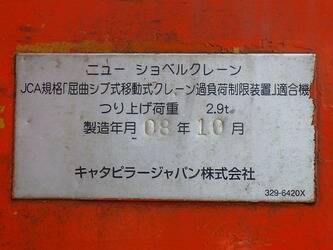 ニュー ショベルクレーン
JCA規格「屈曲ジブ式移動式クレーン過負荷制限装置」適合機
つり上げ荷重 2.9t
製造年月 08 年 10 月
キャタピラージャパン株式会社
329-6420X